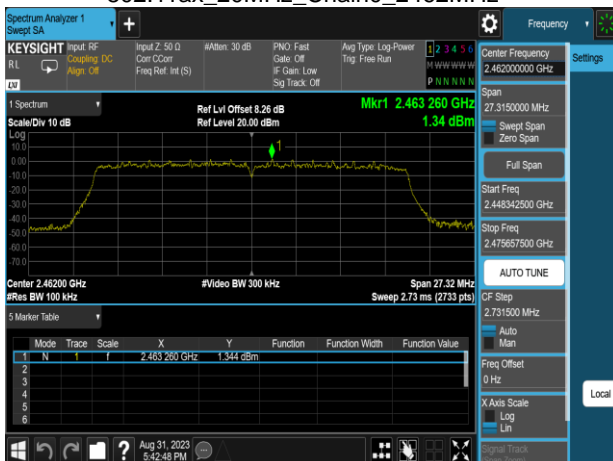 Spectrum Analyzer 1
Swept SA
Frequency
KEYSIGHT
RL
LXI
Input: RF
Coupling: DC
Align: Off
Input Z: 50 Ω
Corr CCorr
Freq Ref: Int (S)
#Atten: 30 dB
PNO: Fast
Gate: Off
IF Gain: Low
Sig Track: Off
Avg Type: Log-Power
Trig: Free Run
1 2 3 4 5 6
M W W W W W
P N N N N N
1 Spectrum
Scale/Div 10 dB
Ref Lvl Offset 8.26 dB
Ref Level 20.00 dBm
Mkr1 2.463 260 GHz
1.34 dBm
Log
10.0
0.00
-10.0
-20.0
-30.0
-40.0
-50.0
-60.0
-70.0
1
Center 2.46200 GHz
#Res BW 100 kHz
#Video BW 300 kHz
Span 27.32 MHz
Sweep 2.73 ms (2733 pts)
5 Marker Table
Mode Trace Scale X Y Function Function Width Function Value
1 N 1 f 2.463 260 GHz 1.344 dBm
2
3
4
5
6
Aug 31, 2023
5:42:48 PM
Center Frequency
2.462000000 GHz
Settings
Span
27.3150000 MHz
Swept Span
Zero Span
Full Span
Start Freq
2.448342500 GHz
Stop Freq
2.475657500 GHz
AUTO TUNE
CF Step
2.731500 MHz
Auto
Man
Freq Offset
0 Hz
X Axis Scale
Log
Lin
Local
Signal Track